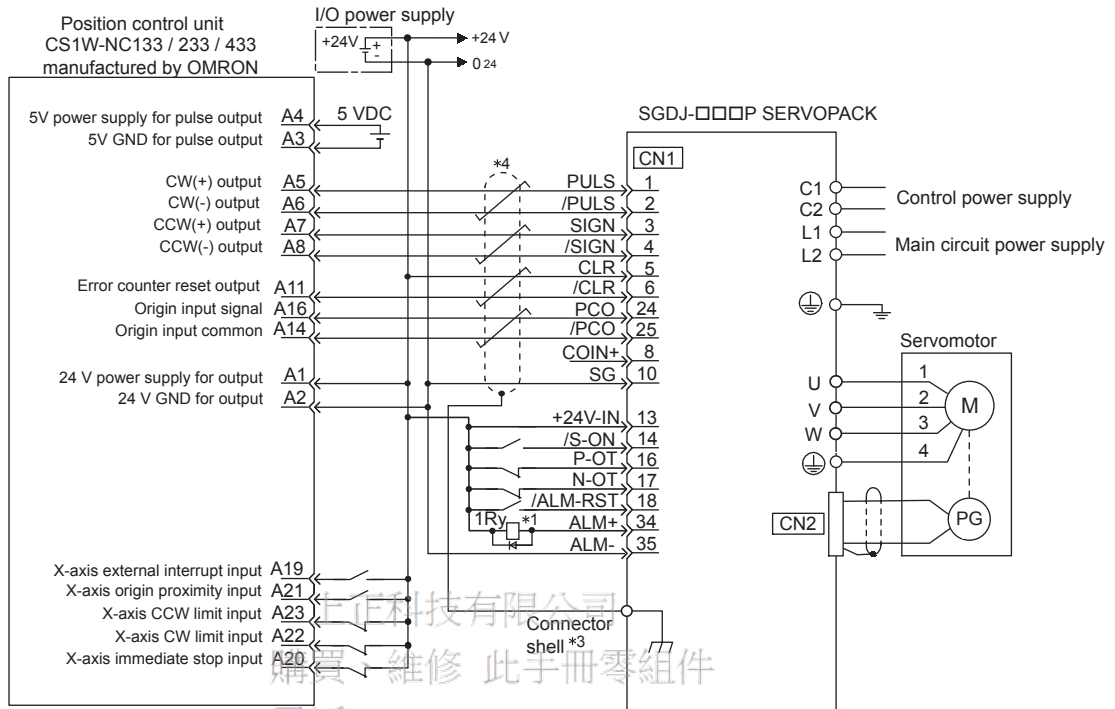 Position control unit
CS1W-NC133 / 233 / 433
manufactured by OMRON
I/O power supply
+24V
+
-
+24 V
0 24
5V power supply for pulse output A4
5 VDC
5V GND for pulse output A3
SGDJ-□□□P SERVOPACK
CN1
*4
CW(+) output A5
PULS 1
CW(-) output A6
/PULS 2
CCW(+) output A7
SIGN 3
CCW(-) output A8
/SIGN 4
CLR 5
Error counter reset output A11
/CLR 6
Origin input signal A16
PCO 24
Origin input common A14
/PCO 25
COIN+ 8
SG 10
24 V power supply for output A1
24 V GND for output A2
+24V-IN 13
/S-ON 14
P-OT 16
N-OT 17
/ALM-RST 18
1Ry *1
ALM+ 34
ALM- 35
C1
C2
Control power supply
L1
L2
Main circuit power supply
Servomotor
U 1
V 2
W 3
4
M
CN2
PG
X-axis external interrupt input A19
X-axis origin proximity input A21
X-axis CCW limit input A23
X-axis CW limit input A22
X-axis immediate stop input A20
Connector
shell *3
上正科技有限公司
購買、維修 此手冊零組件